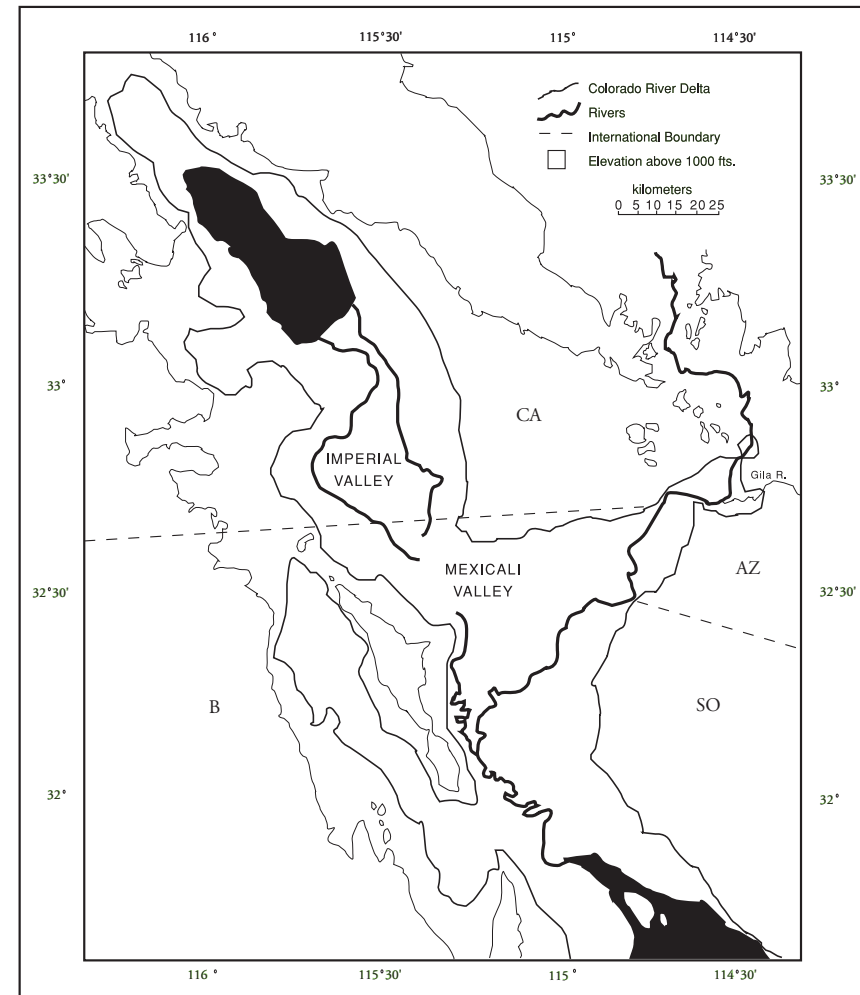 116°
115°30'
115°
114°30'
Colorado River Delta
Rivers
International Boundary
Elevation above 1000 fts.
kilometers
0 5 10 15 20 25
33°30'
33°30'
33°
33°
CA
IMPERIAL
VALLEY
Gila R.
MEXICALI
VALLEY
AZ
32°30'
32°30'
B
SO
32°
32°
116°
115°30'
115°
114°30'